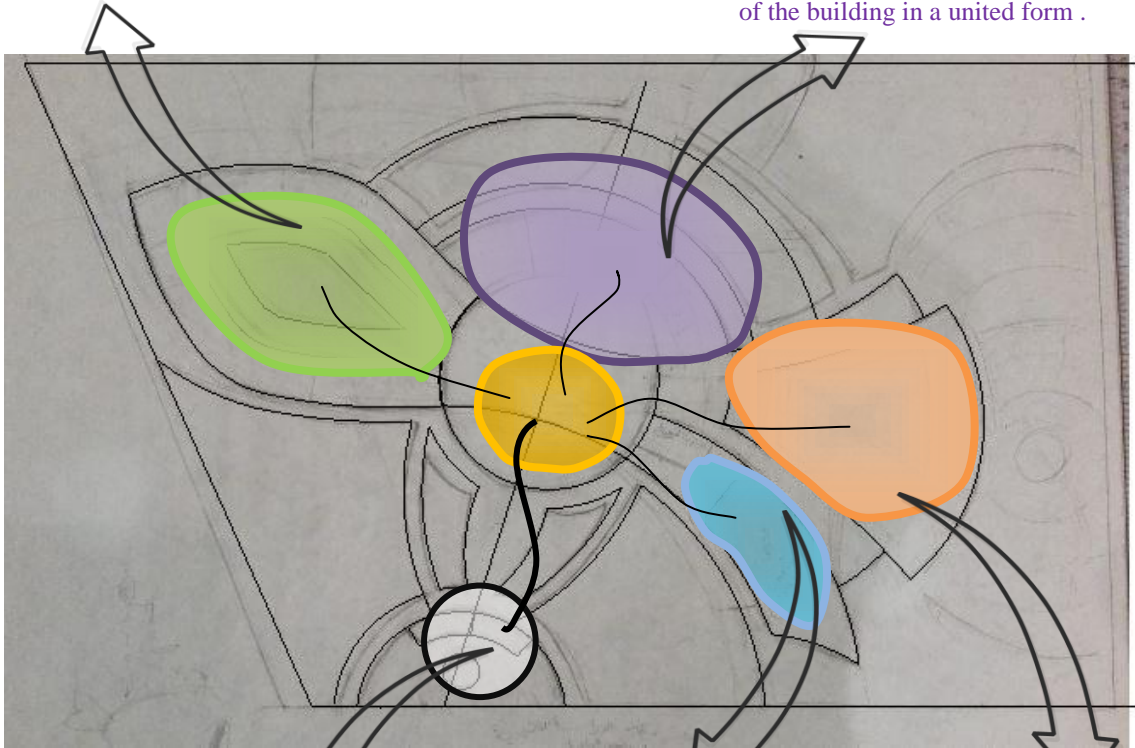 of the building in a united form .